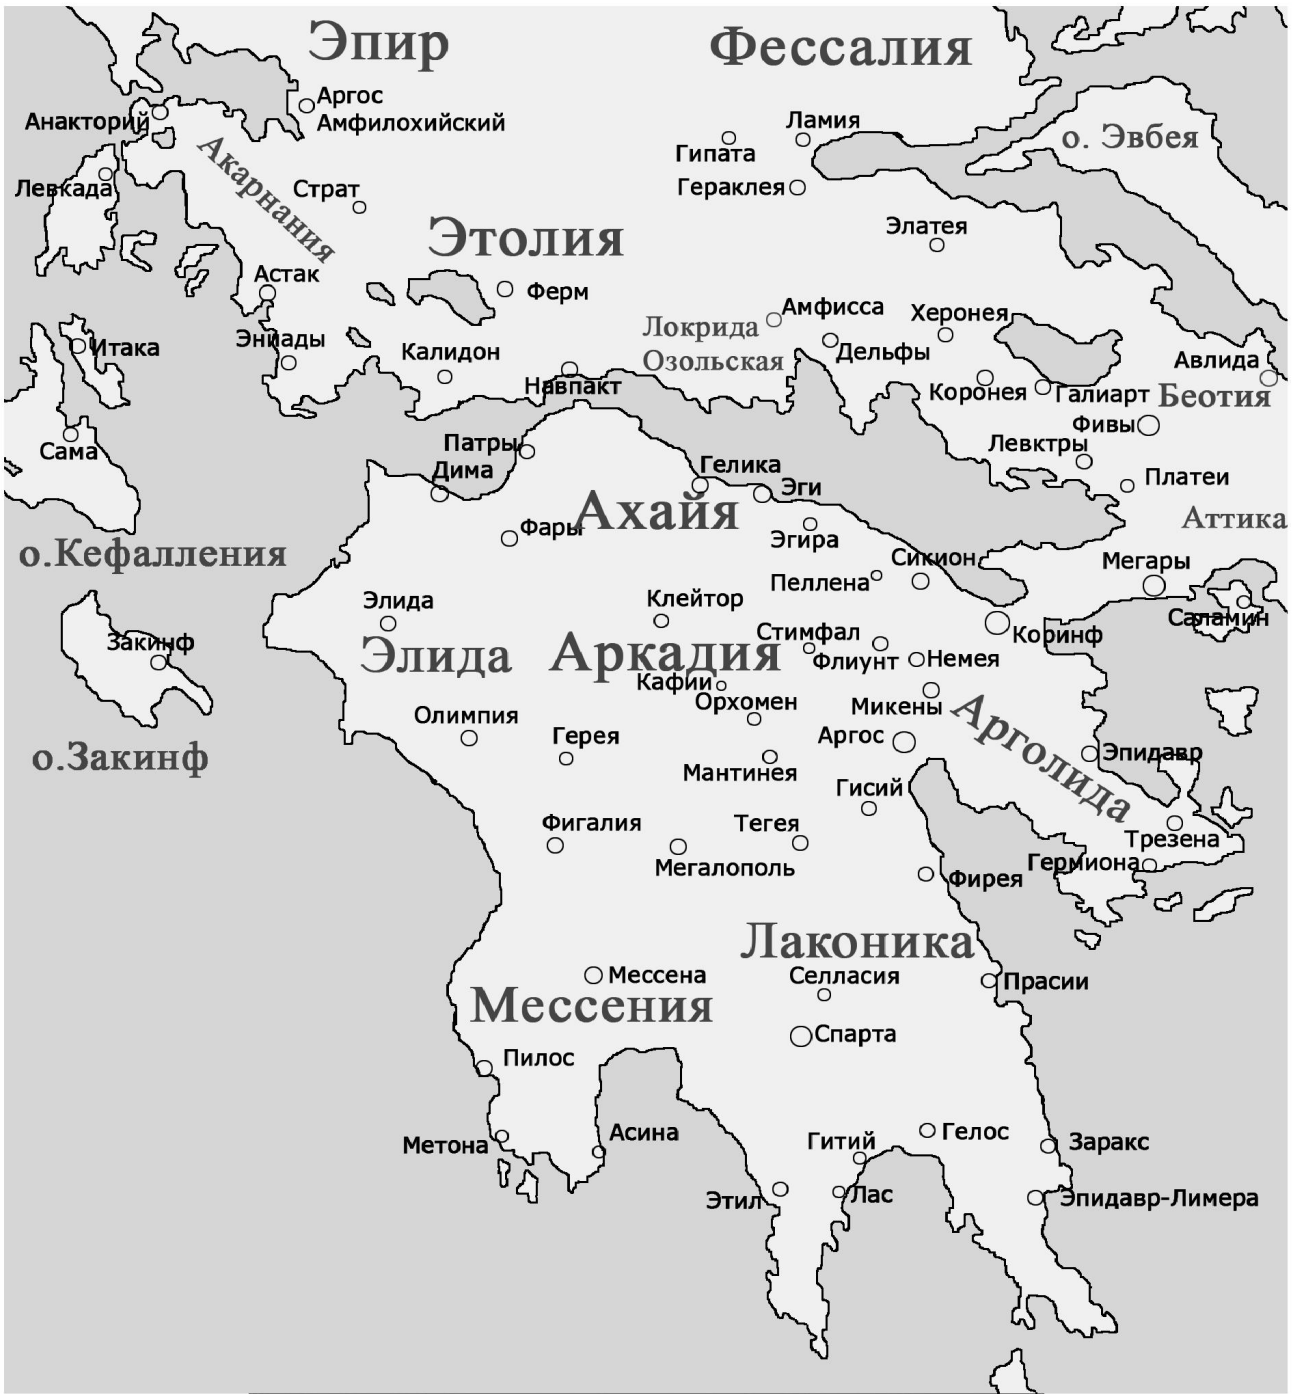 Эпир
Фессалия
Аргос
Амфилохийский
Анакторий
Ламия
о. Эвбея
Гипата
Акарнания
Левкада
Страт
Гераклея
Элатея
Этолия
Астак
Ферм
Амфисса
Херонея
Локрида
Озольская
Эниады
Итака
Калидон
Дельфы
Авлида
Навпакт
Коронея
Галиарт
Беотия
Фивы
Патры
Левктры
Сама
Дима
Гелика
Эги
Платеи
Ахайя
Аттика
Фары
Эгира
о.Кефалления
Сикион
Мегары
Пеллена
Элида
Клейтор
Саламин
Закинф
Стимфал
Коринф
Элида
Аркадия
Флиунт
Немея
Кафии
Орхомен
Микены
Арголида
Олимпия
Герея
Аргос
Эпидавр
о.Закинф
Мантинея
Гисий
Фигалия
Тегея
Трезена
Мегалополь
Гермиона
Фирея
Лаконика
Мессена
Селласия
Прасии
Мессения
Спарта
Пилос
Метона
Асина
Гитий
Гелос
Заракс
Этил
Лас
Эпидавр-Лимера